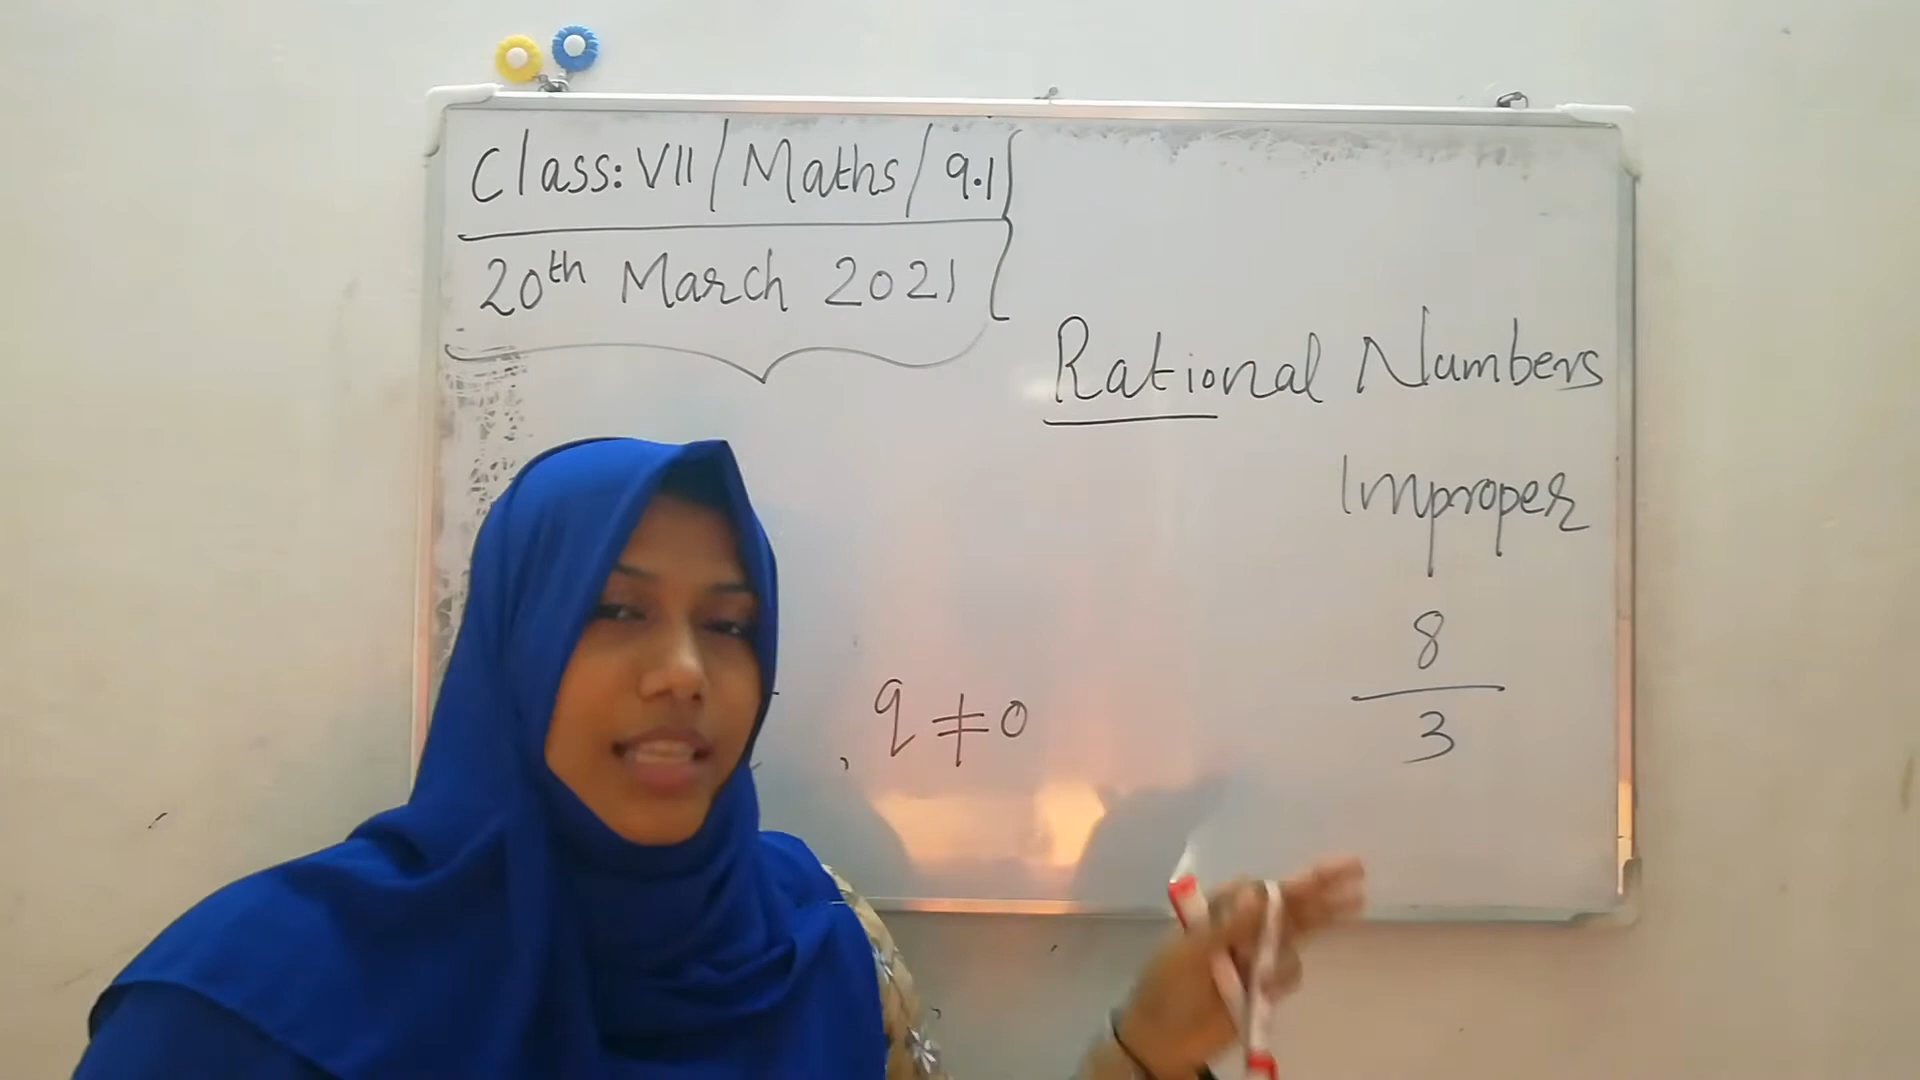 Class: VII / Maths / 9.1
20th March 2021
Rational Numbers
Improper
8
3
, q ≠ 0